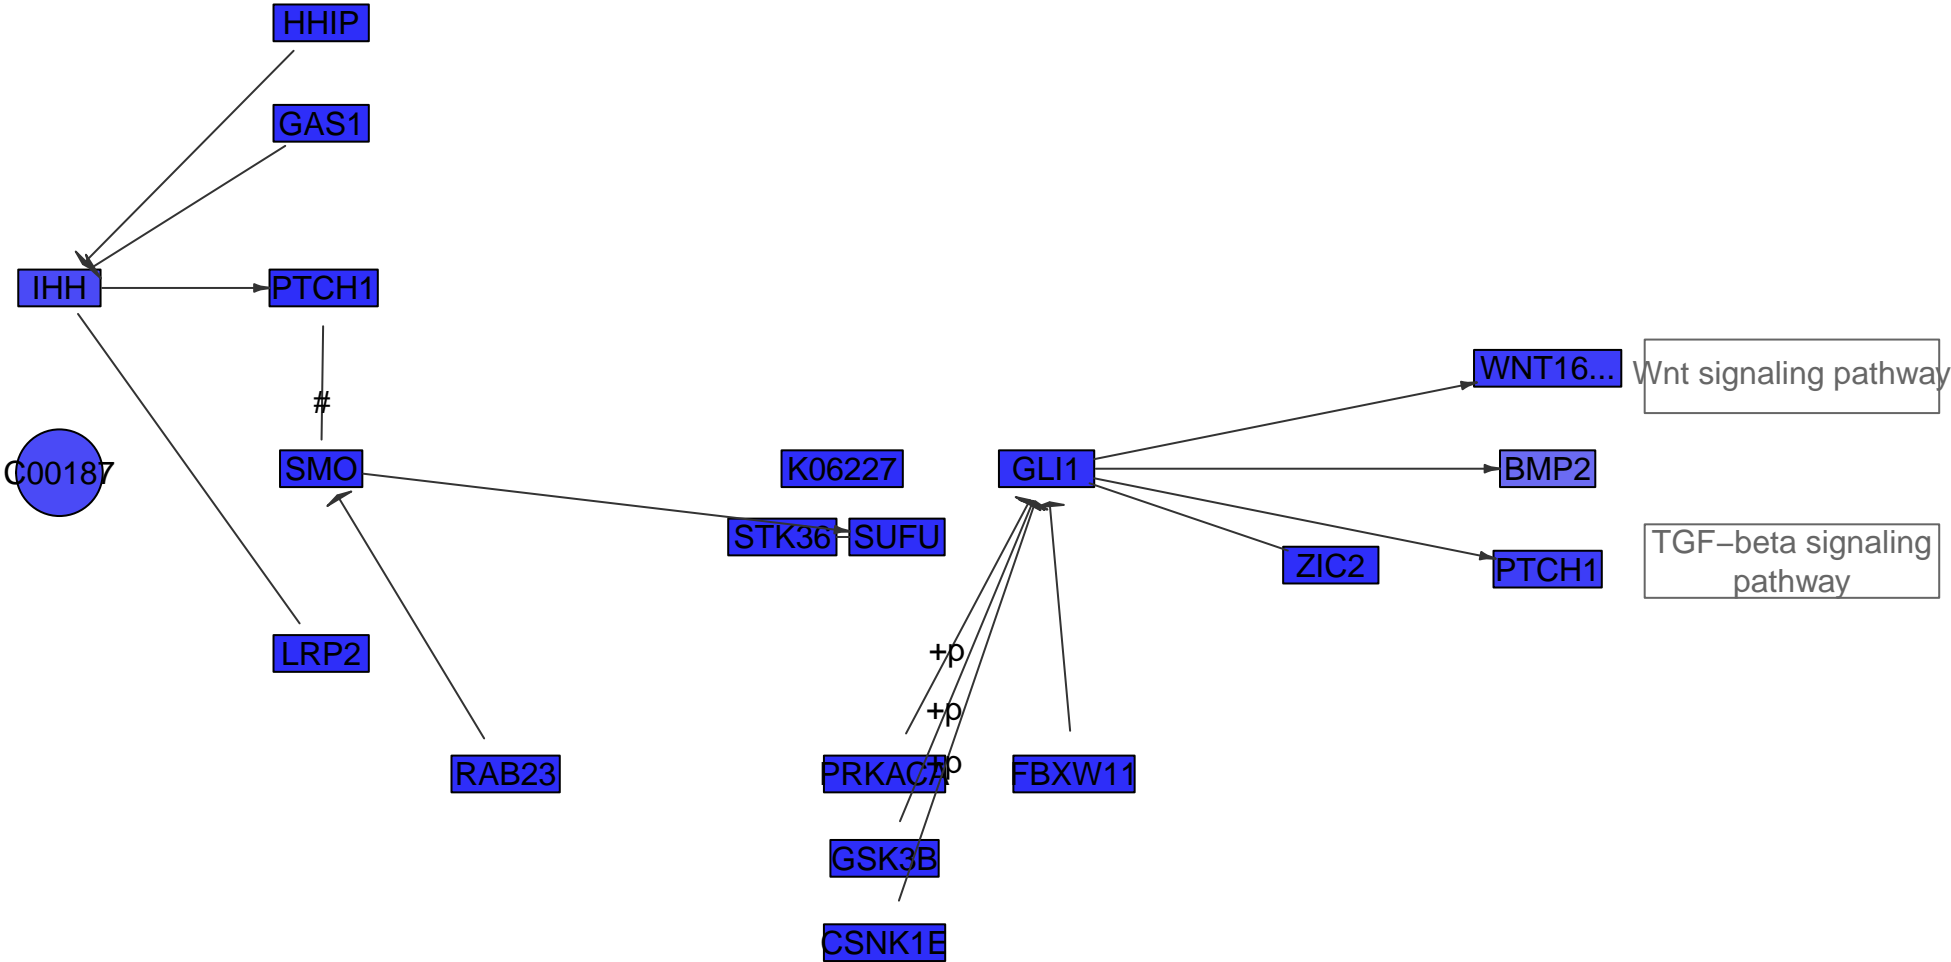 HHIP
GAS1
IHH
PTCH1
WNT16...
Wnt signaling pathway
#
C00187
SMO
K06227
GLI1
BMP2
STK36
SUFU
ZIC2
PTCH1
TGF−beta signaling
pathway
LRP2
+p
+p
+p
RAB23
PRKACA
FBXW11
GSK3B
CSNK1E